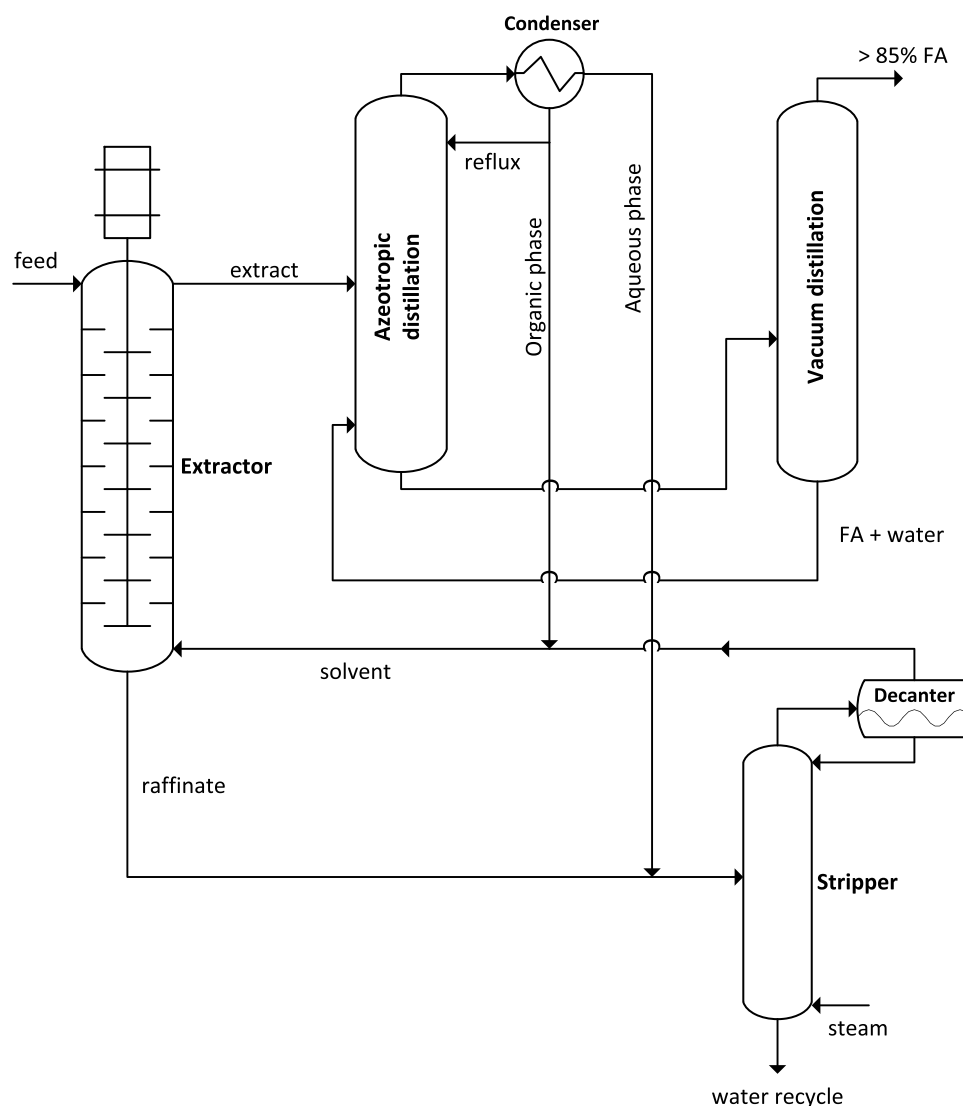 Condenser
> 85% FA
reflux
feed
extract
Azeotropic
distillation
Organic phase
Aqueous phase
Vacuum distillation
Extractor
FA + water
solvent
Decanter
raffinate
Stripper
steam
water recycle